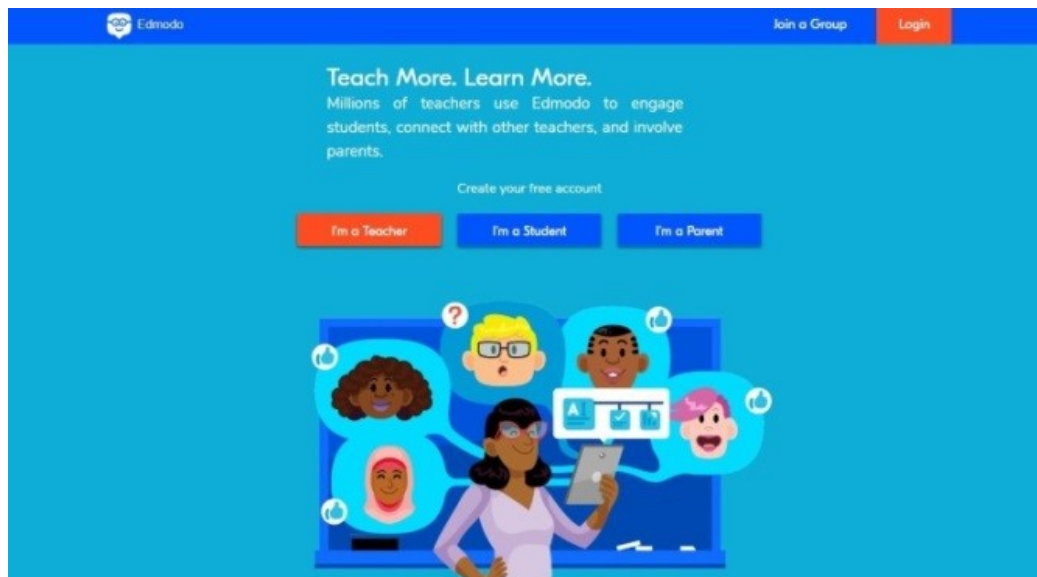 Edmodo
Join a Group
Login
Teach More. Learn More.
Millions of teachers use Edmodo to engage
students, connect with other teachers, and involve
parents.
Create your free account
I'm a Teacher
I'm a Student
I'm a Parent
?
A